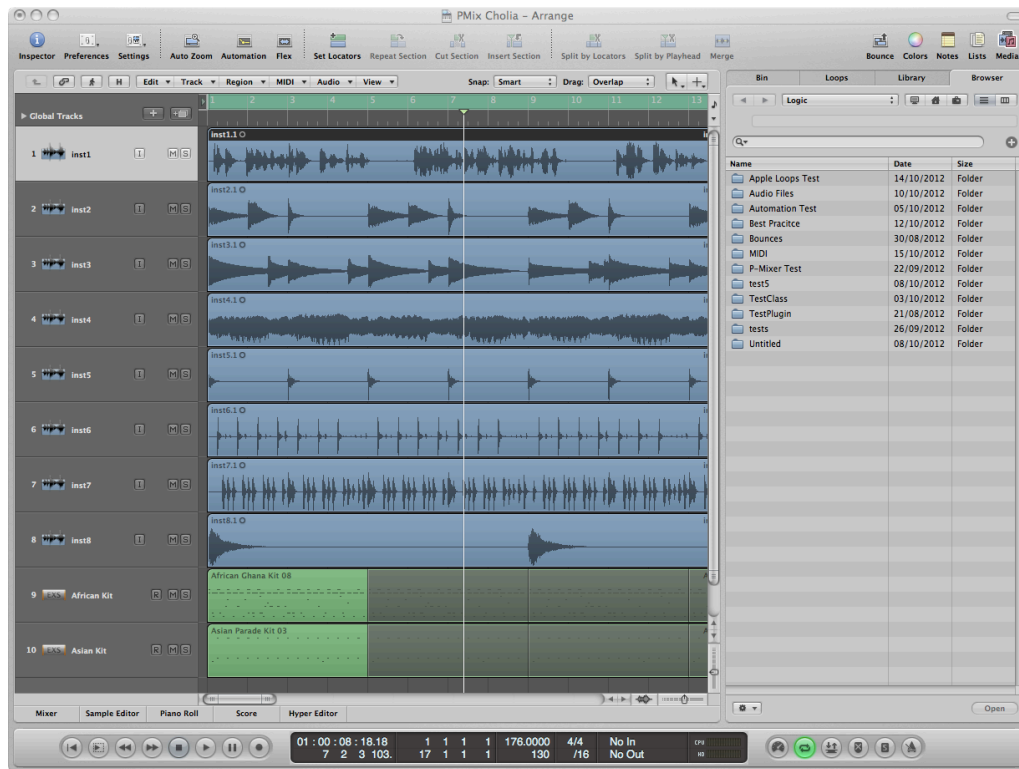 PMix Cholia – Arrange
Inspector Preferences Settings Auto Zoom Automation Flex Set Locators Repeat Section Cut Section Insert Section Split by Locators Split by Playhead Merge Bounce Colors Notes Lists Media
H Edit Track Region MIDI Audio View Snap: Smart Drag: Overlap
Bin Loops Library Browser
1 2 3 4 5 6 7 8 9 10 11 12 13
Logic
Global Tracks
Name Date Size
Apple Loops Test 14/10/2012 Folder
Audio Files 10/10/2012 Folder
Automation Test 05/10/2012 Folder
Best Pracitce 12/10/2012 Folder
Bounces 30/08/2012 Folder
MIDI 15/10/2012 Folder
P-Mixer Test 22/09/2012 Folder
test5 08/10/2012 Folder
TestClass 03/10/2012 Folder
TestPlugin 21/08/2012 Folder
tests 26/09/2012 Folder
Untitled 08/10/2012 Folder
inst1.1
1 inst1 I M S
inst2.1
2 inst2 I M S
inst3.1
3 inst3 I M S
inst4.1
4 inst4 I M S
inst5.1
5 inst5 I M S
inst6.1
6 inst6 I M S
inst7.1
7 inst7 I M S
inst8.1
8 inst8 I M S
African Ghana Kit 08
9 EXS African Kit R M S
Asian Parade Kit 03
10 EXS Asian Kit R M S
Mixer Sample Editor Piano Roll Score Hyper Editor
Open
01 : 00 : 08 : 18.18 1 1 1 1 176.0000 4/4 No In CPU
7 2 3 103. 17 1 1 1 130 /16 No Out HD